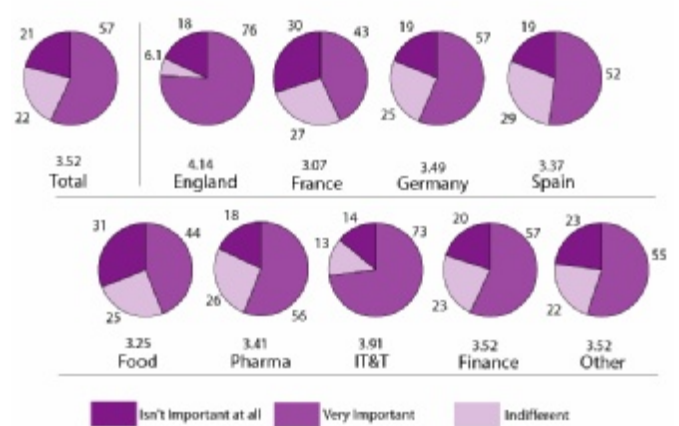 21 57 18 76 30 43 19 57 19
6.1 52
22 27 25 29
3.52 4.14 3.07 3.49 3.37
Total England France Germany Spain
31 44 18 14 73 20 57 23 55
13
25 26 56 23 22
3.25 3.41 3.91 3.52 3.52
Food Pharma IT&T Finance Other
Isn't Important at all Very Important Indifferent